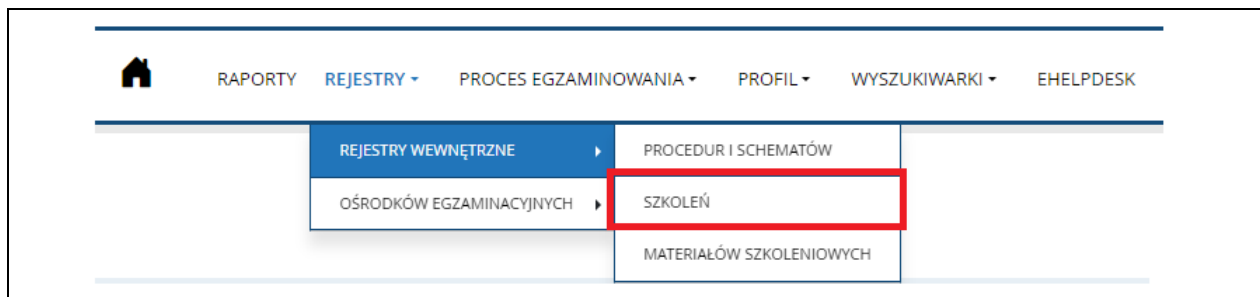 RAPORTY REJESTRY PROCES EGZAMINOWANIA PROFIL WYSZUKIWARKI EHELPDESK
REJESTRY WEWNĘTRZNE PROCEDUR I SCHEMATÓW
OŚRODKÓW EGZAMINACYJNYCH SZKOLEŃ
MATERIAŁÓW SZKOLENIOWYCH